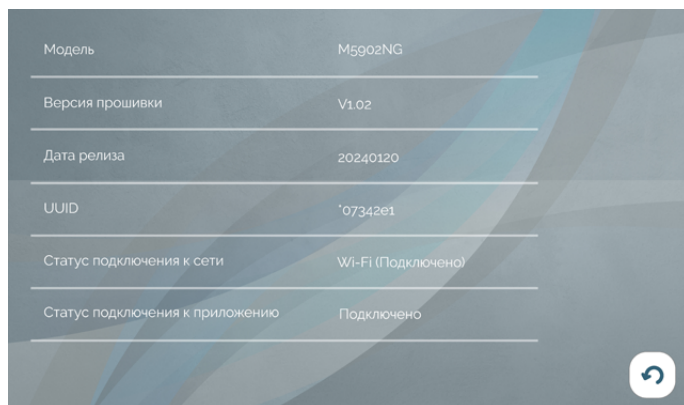 Модель M5902NG
Версия прошивки V1.02
Дата релиза 20240120
UUID *07342e1
Статус подключения к сети Wi-Fi (Подключено)
Статус подключения к приложению Подключено